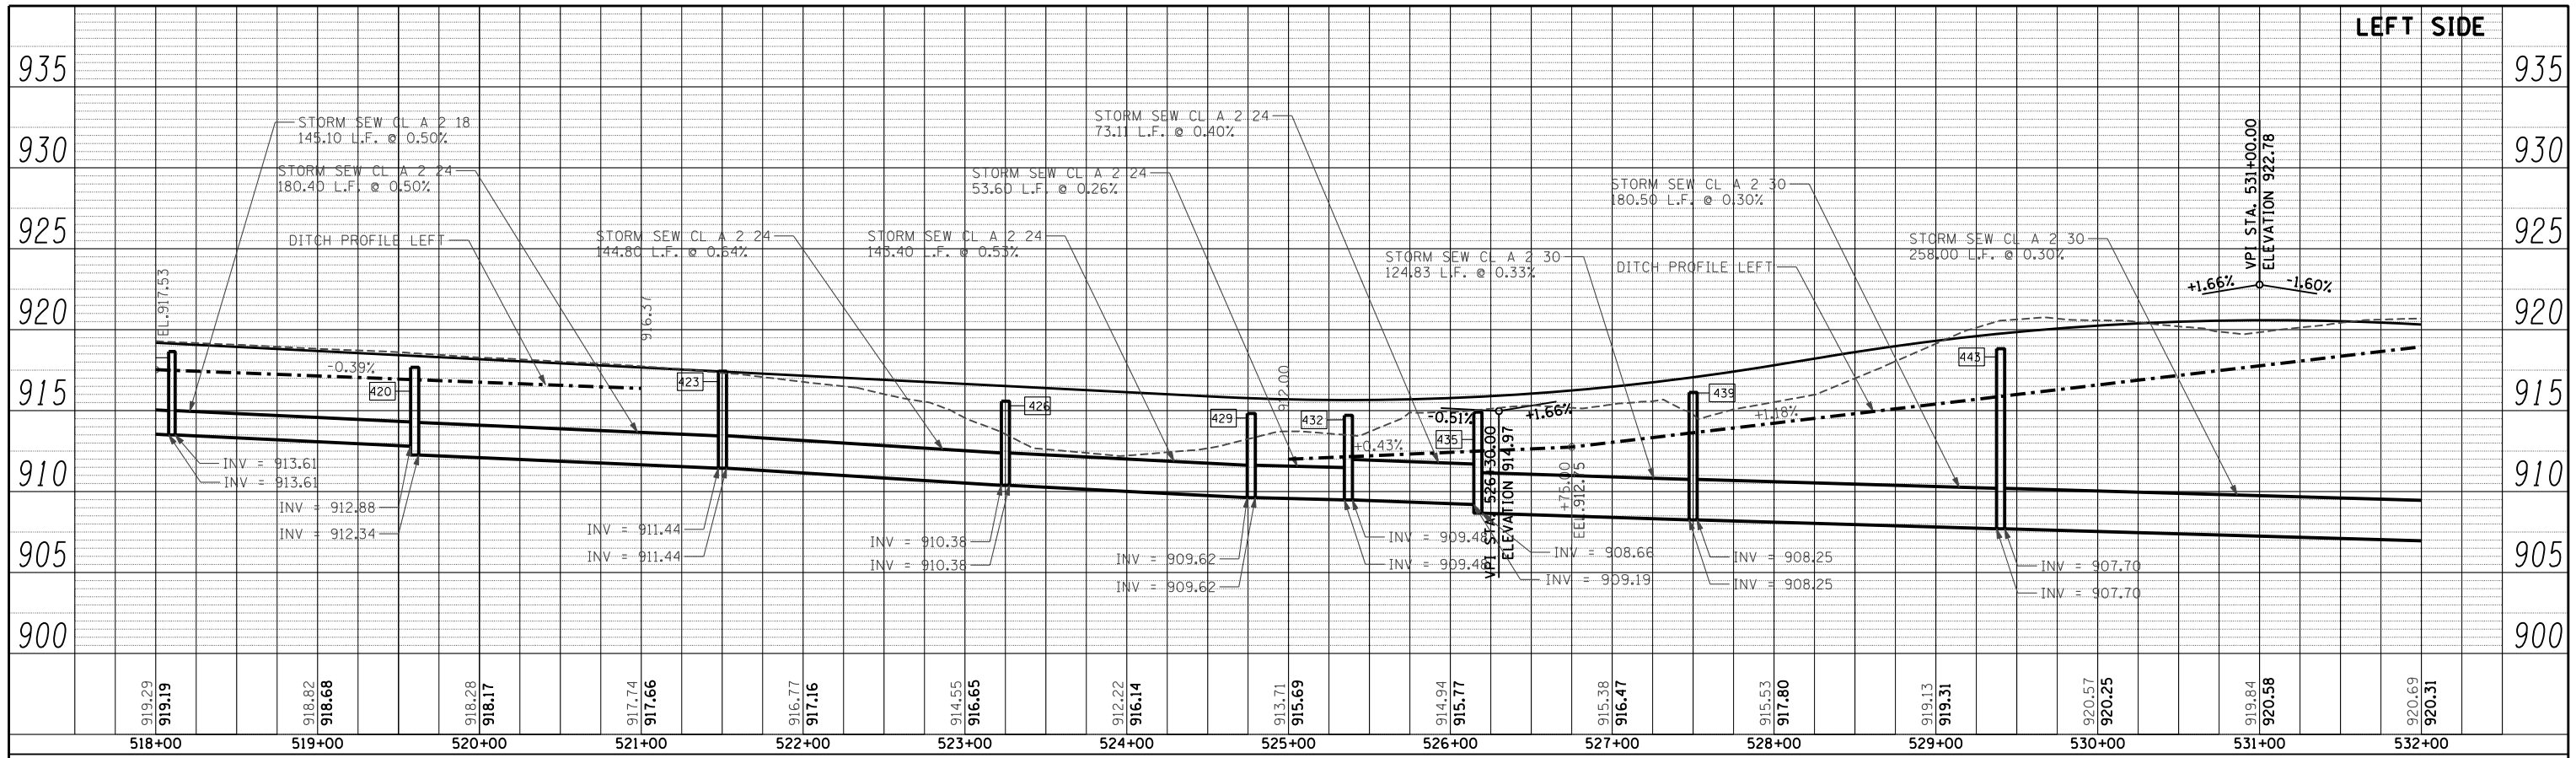 LEFT SIDE
935
935
930
930
925
925
920
920
915
915
910
910
905
905
900
900
STORM SEW CL A 2 18
145.10 L.F. @ 0.50%
STORM SEW CL A 2 24
180.40 L.F. @ 0.50%
DITCH PROFILE LEFT
STORM SEW CL A 2 24
144.80 L.F. @ 0.64%
STORM SEW CL A 2 24
143.40 L.F. @ 0.53%
STORM SEW CL A 2 24
53.60 L.F. @ 0.26%
STORM SEW CL A 2 24
73.11 L.F. @ 0.40%
STORM SEW CL A 2 30
124.83 L.F. @ 0.33%
STORM SEW CL A 2 30
180.50 L.F. @ 0.30%
DITCH PROFILE LEFT
STORM SEW CL A 2 30
258.00 L.F. @ 0.30%
VPI STA. 531+00.00
ELEVATION 922.78
+1.66%
-1.60%
EL.917.53
916.37
912.00
-0.39%
420
423
426
429
432
435
439
443
-0.51%
+1.66%
+0.43%
+1.18%
VPI STA. 526+30.00
ELEVATION 914.97
+75.00
EEL.912.75
INV = 913.61
INV = 913.61
INV = 912.88
INV = 912.34
INV = 911.44
INV = 911.44
INV = 910.38
INV = 910.38
INV = 909.62
INV = 909.62
INV = 909.48
INV = 909.48
INV = 908.66
INV = 909.19
INV = 908.25
INV = 908.25
INV = 907.70
INV = 907.70
919.29
919.19
918.82
918.68
918.28
918.17
917.74
917.66
916.77
917.16
914.55
916.65
912.22
916.14
913.71
915.69
914.94
915.77
915.38
916.47
915.53
917.80
919.13
919.31
920.57
920.25
919.84
920.58
920.69
920.31
518+00
519+00
520+00
521+00
522+00
523+00
524+00
525+00
526+00
527+00
528+00
529+00
530+00
531+00
532+00